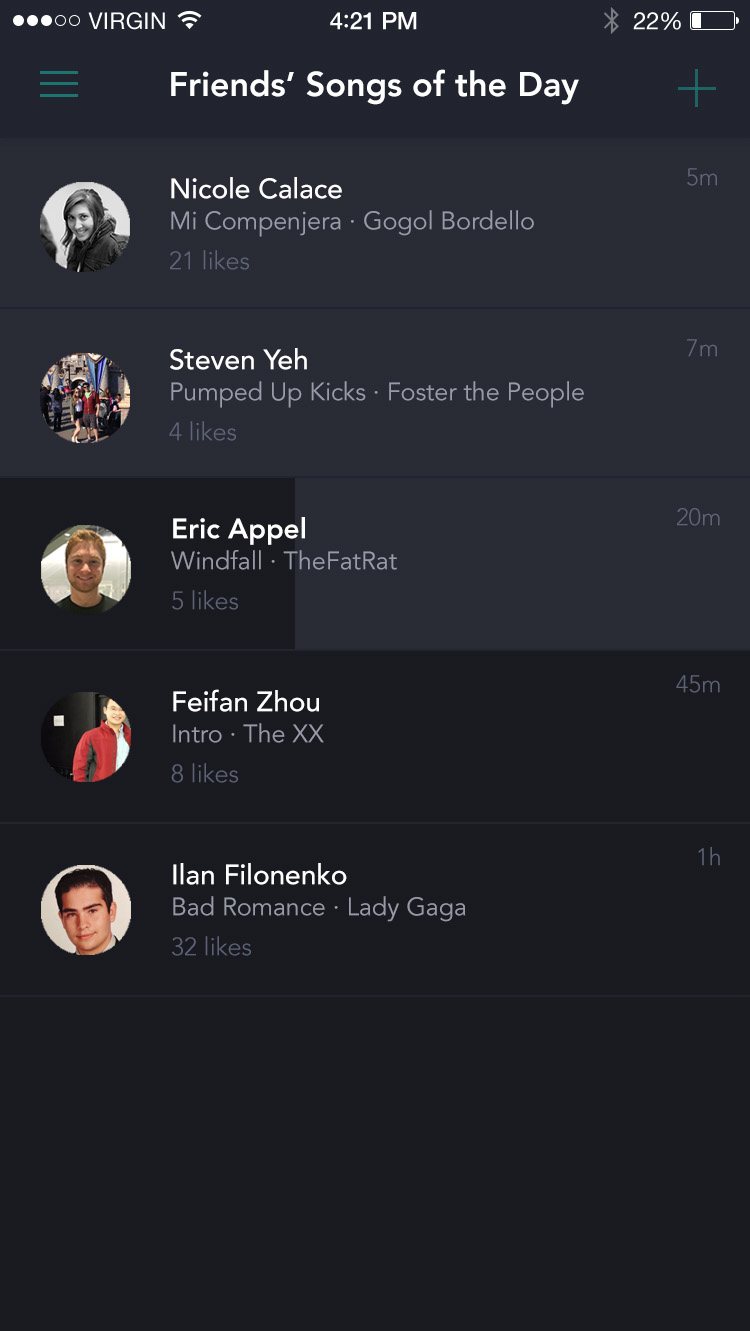 VIRGIN 4:21 PM 22%
Friends’ Songs of the Day
Nicole Calace 5m
Mi Compenjera · Gogol Bordello
21 likes
Steven Yeh 7m
Pumped Up Kicks · Foster the People
4 likes
Eric Appel 20m
Windfall · TheFatRat
5 likes
Feifan Zhou 45m
Intro · The XX
8 likes
Ilan Filonenko 1h
Bad Romance · Lady Gaga
32 likes